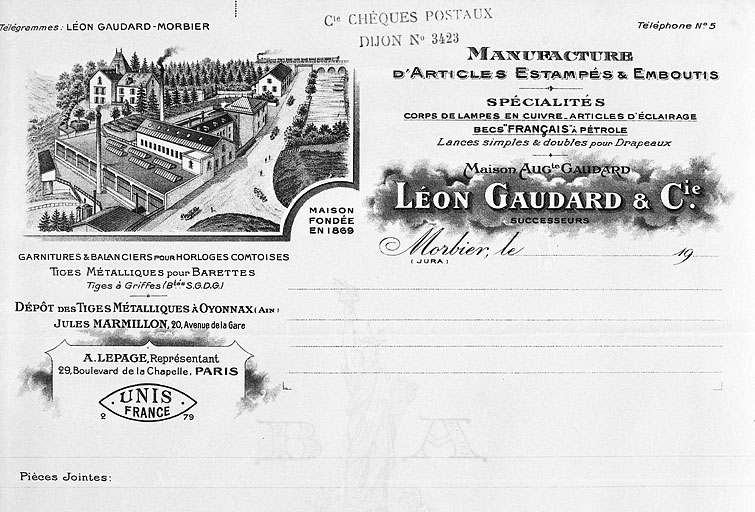 Télégrammes: LÉON GAUDARD-MORBIER
Cte CHÈQUES POSTAUX
DIJON No 3423
Téléphone No 5
MANUFACTURE
D'ARTICLES ESTAMPÉS & EMBOUTIS
SPÉCIALITÉS
CORPS DE LAMPES EN CUIVRE_ARTICLES D'ÉCLAIRAGE
BECS "FRANÇAIS" À PÉTROLE
Lances simples & doubles pour Drapeaux
Maison AUGte GAUDARD
LÉON GAUDARD & Cie.
SUCCESSEURS
MAISON
FONDÉE
EN 1869
Morbier, le 19
(JURA)
GARNITURES & BALANCIERS POUR HORLOGES COMTOISES
TIGES MÉTALLIQUES pour BARETTES
Tiges à Griffes (Btée S.G.D.G.)
DÉPÔT DES TIGES MÉTALLIQUES À OYONNAX (AIN)
JULES MARMILLON, 20, Avenue de la Gare
A. LEPAGE, Représentant
29, Boulevard de la Chapelle, PARIS
UNIS
FRANCE
2 79
B A
Pièces Jointes: